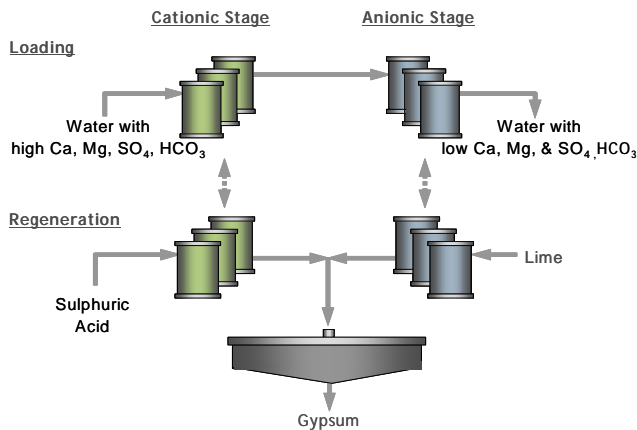 Cationic Stage
Anionic Stage
Loading
Water with
high Ca, Mg, SO₄, HCO₃
Water with
low Ca, Mg, & SO₄, HCO₃
Regeneration
Lime
Sulphuric
Acid
Gypsum